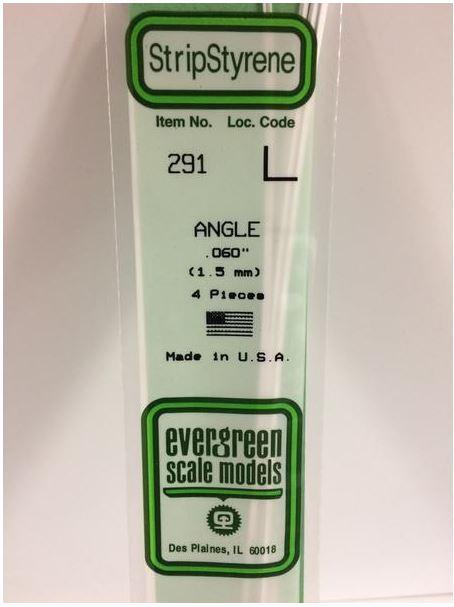 StripStyrene
Item No. Loc. Code
291
ANGLE
.060"
(1.5 mm)
4 Pieces
Made in U.S.A.
evergreen
scale models
Des Plaines, IL 60018